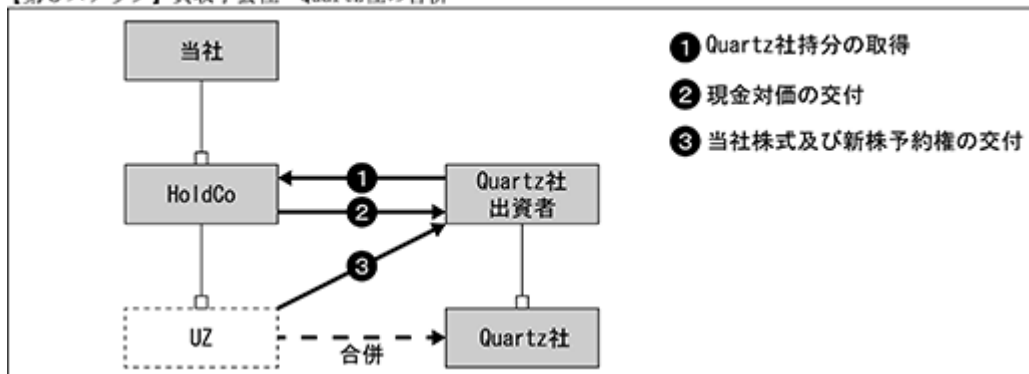 当社
❶ Quartz社持分の取得
❷ 現金対価の交付
❸ 当社株式及び新株予約権の交付
HoldCo
❶
❷
Quartz社
出資者
❸
UZ
合併
Quartz社